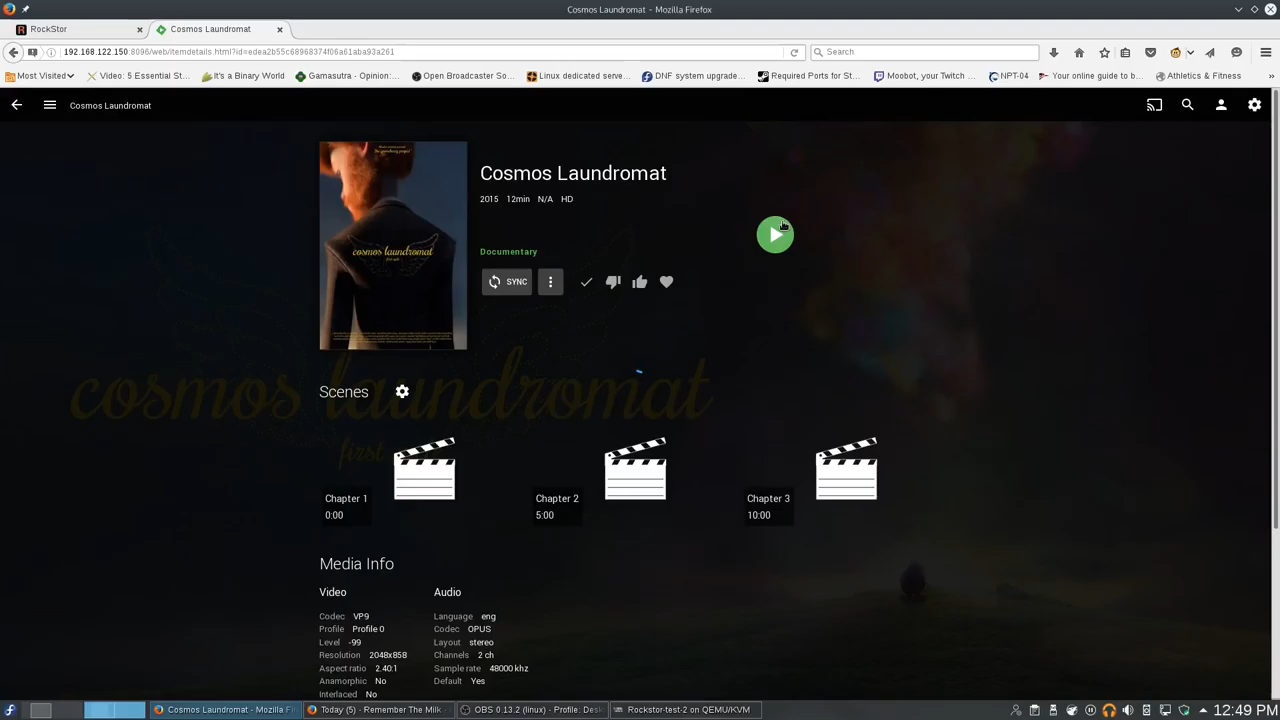 Cosmos Laundromat - Mozilla Firefox
RockStor
Cosmos Laundromat
192.168.122.150:8096/web/itemdetails.html?id=edea2b55c68968374f06a61aba93a261
Search
Most Visited
Video: 5 Essential St...
It's a Binary World
Gamasutra - Opinion:...
Open Broadcaster So...
Linux dedicated serve...
DNF system upgrade...
Required Ports for St...
Moobot, your Twitch ...
NPT-04
Your online guide to b...
Athletics & Fitness
Cosmos Laundromat
Cosmos Laundromat
2015 12min N/A HD
cosmos laundromat
Documentary
SYNC
cosmos laundromat
first
Scenes
Chapter 1
0:00
Chapter 2
5:00
Chapter 3
10:00
Media Info
Video
Codec VP9
Profile Profile 0
Level -99
Resolution 2048x858
Aspect ratio 2.40:1
Anamorphic No
Interlaced No
Audio
Language eng
Codec OPUS
Layout stereo
Channels 2 ch
Sample rate 48000 khz
Default Yes
Cosmos Laundromat - Mozilla Firef
Today (5) - Remember The Milk -
OBS 0.13.2 (linux) - Profile: Desk
Rockstor-test-2 on QEMU/KVM
12:49 PM